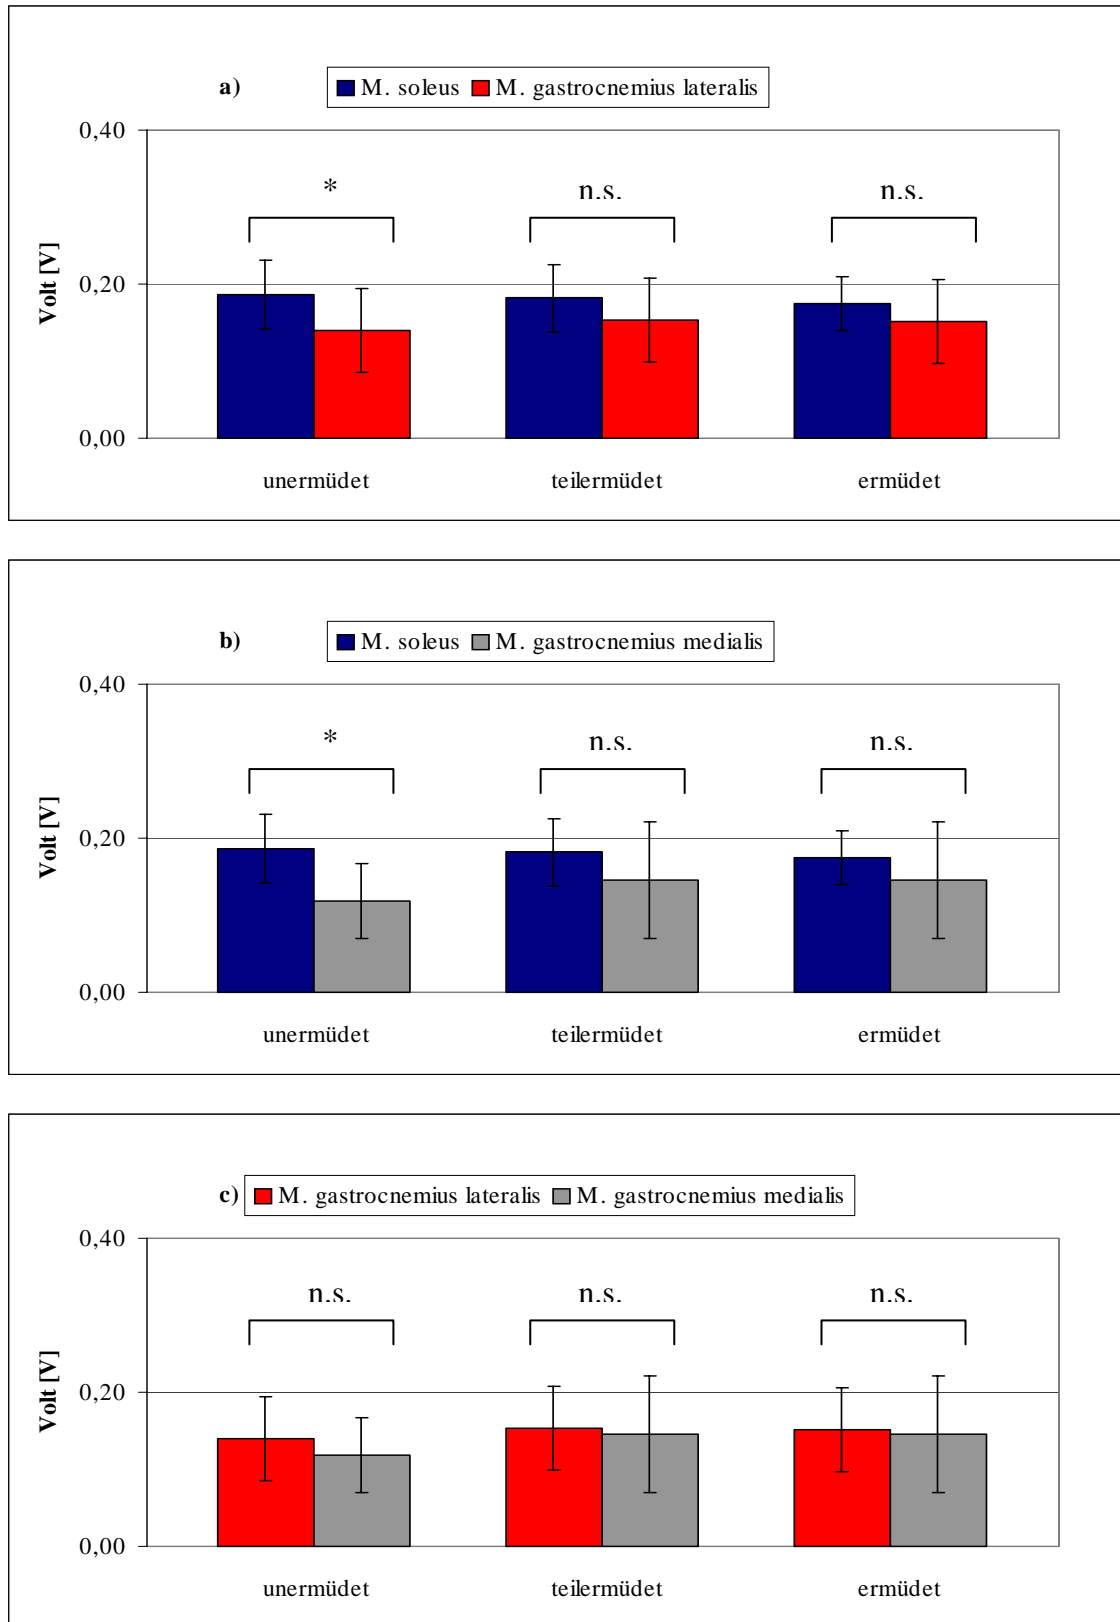 a)
M. soleus M. gastrocnemius lateralis
0,40
* n.s. n.s.
Volt [V]
0,20
0,00
unermüdet teilermüdet ermüdet
b)
M. soleus M. gastrocnemius medialis
0,40
* n.s. n.s.
Volt [V]
0,20
0,00
unermüdet teilermüdet ermüdet
c)
M. gastrocnemius lateralis M. gastrocnemius medialis
0,40
n.s. n.s. n.s.
Volt [V]
0,20
0,00
unermüdet teilermüdet ermüdet